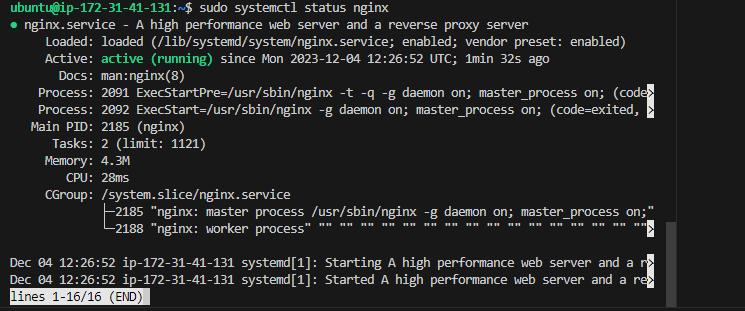 ubuntu@ip-172-31-41-131:~$ sudo systemctl status nginx
● nginx.service - A high performance web server and a reverse proxy server
     Loaded: loaded (/lib/systemd/system/nginx.service; enabled; vendor preset: enabled)
     Active: active (running) since Mon 2023-12-04 12:26:52 UTC; 1min 32s ago
       Docs: man:nginx(8)
    Process: 2091 ExecStartPre=/usr/sbin/nginx -t -q -g daemon on; master_process on; (code>
    Process: 2092 ExecStart=/usr/sbin/nginx -g daemon on; master_process on; (code=exited, >
   Main PID: 2185 (nginx)
      Tasks: 2 (limit: 1121)
     Memory: 4.3M
        CPU: 28ms
     CGroup: /system.slice/nginx.service
             ├─2185 "nginx: master process /usr/sbin/nginx -g daemon on; master_process on;"
             └─2188 "nginx: worker process" "" "" "" "" "" "" "" "" "" "" "" "" "" "" "" "">

Dec 04 12:26:52 ip-172-31-41-131 systemd[1]: Starting A high performance web server and a r>
Dec 04 12:26:52 ip-172-31-41-131 systemd[1]: Started A high performance web server and a re>
lines 1-16/16 (END)